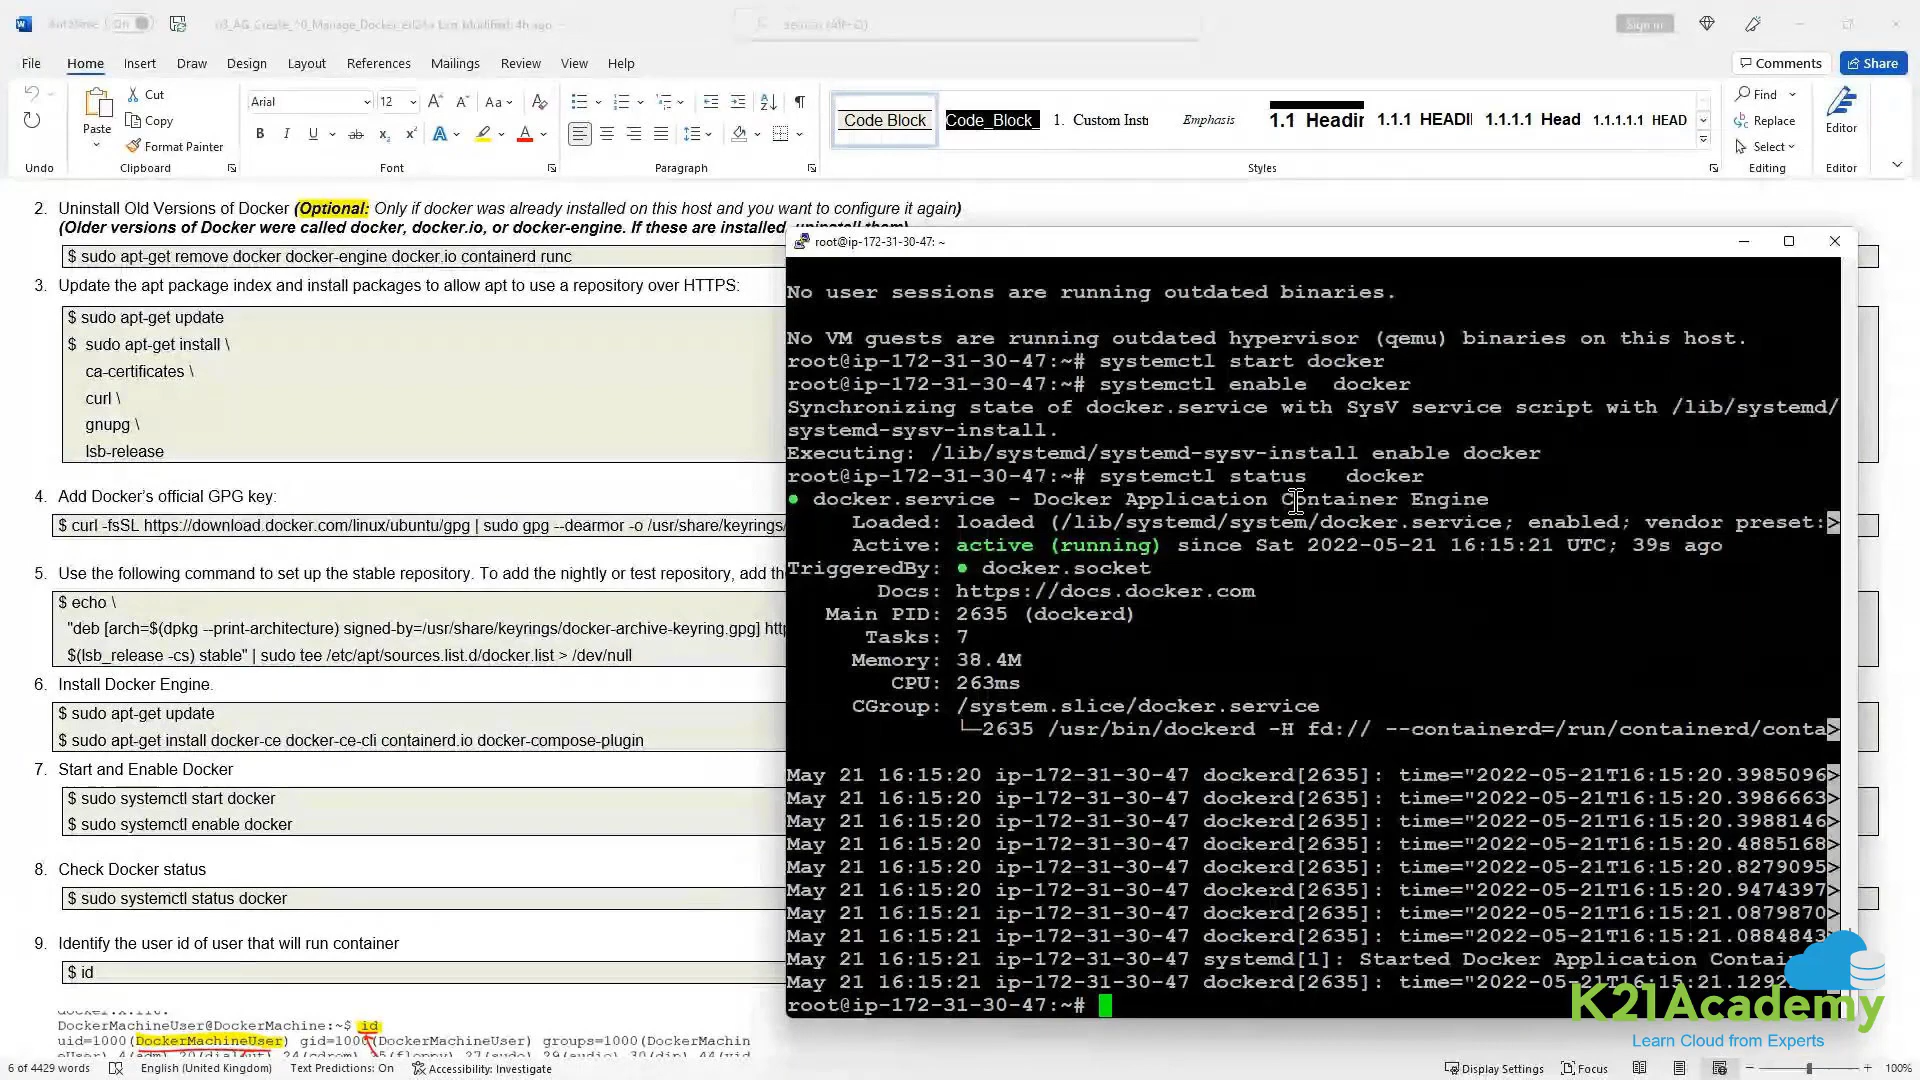 File Home Insert Draw Design Layout References Mailings Review View Help
Comments Share
Sign in
Cut
Copy
Format Painter
Paste
Arial 12
Code Block
Code_Block_
1. Custom Inst
Emphasis
1.1 Headir
1.1.1 HEADI
1.1.1.1 Head
1.1.1.1.1 HEAD
Find
Replace
Select
Editor
Undo Clipboard Font Paragraph Styles Editing Editor
2. Uninstall Old Versions of Docker (Optional: Only if docker was already installed on this host and you want to configure it again)
(Older versions of Docker were called docker, docker.io, or docker-engine. If these are installed, uninstall them)
$ sudo apt-get remove docker docker-engine docker.io containerd runc
3. Update the apt package index and install packages to allow apt to use a repository over HTTPS:
$ sudo apt-get update
$ sudo apt-get install \
ca-certificates \
curl \
gnupg \
lsb-release
4. Add Docker’s official GPG key:
$ curl -fsSL https://download.docker.com/linux/ubuntu/gpg | sudo gpg --dearmor -o /usr/share/keyrings/
5. Use the following command to set up the stable repository. To add the nightly or test repository, add th
$ echo \
"deb [arch=$(dpkg --print-architecture) signed-by=/usr/share/keyrings/docker-archive-keyring.gpg] http
$(lsb_release -cs) stable" | sudo tee /etc/apt/sources.list.d/docker.list > /dev/null
6. Install Docker Engine.
$ sudo apt-get update
$ sudo apt-get install docker-ce docker-ce-cli containerd.io docker-compose-plugin
7. Start and Enable Docker
$ sudo systemctl start docker
$ sudo systemctl enable docker
8. Check Docker status
$ sudo systemctl status docker
9. Identify the user id of user that will run container
$ id
DockerMachineUser@DockerMachine:~$ id
uid=1000(DockerMachineUser) gid=1000(DockerMachineUser) groups=1000(DockerMachin
root@ip-172-31-30-47: ~
No user sessions are running outdated binaries.
No VM guests are running outdated hypervisor (qemu) binaries on this host.
root@ip-172-31-30-47:~# systemctl start docker
root@ip-172-31-30-47:~# systemctl enable  docker
Synchronizing state of docker.service with SysV service script with /lib/systemd/
systemd-sysv-install.
Executing: /lib/systemd/systemd-sysv-install enable docker
root@ip-172-31-30-47:~# systemctl status   docker
● docker.service - Docker Application Container Engine
Loaded: loaded (/lib/systemd/system/docker.service; enabled; vendor preset:>
Active: active (running) since Sat 2022-05-21 16:15:21 UTC; 39s ago
TriggeredBy: ● docker.socket
Docs: https://docs.docker.com
Main PID: 2635 (dockerd)
Tasks: 7
Memory: 38.4M
CPU: 263ms
CGroup: /system.slice/docker.service
└─2635 /usr/bin/dockerd -H fd:// --containerd=/run/containerd/conta>
May 21 16:15:20 ip-172-31-30-47 dockerd[2635]: time="2022-05-21T16:15:20.3985096>
May 21 16:15:20 ip-172-31-30-47 dockerd[2635]: time="2022-05-21T16:15:20.3986663>
May 21 16:15:20 ip-172-31-30-47 dockerd[2635]: time="2022-05-21T16:15:20.3988146>
May 21 16:15:20 ip-172-31-30-47 dockerd[2635]: time="2022-05-21T16:15:20.4885168>
May 21 16:15:20 ip-172-31-30-47 dockerd[2635]: time="2022-05-21T16:15:20.8279095>
May 21 16:15:20 ip-172-31-30-47 dockerd[2635]: time="2022-05-21T16:15:20.9474397>
May 21 16:15:21 ip-172-31-30-47 dockerd[2635]: time="2022-05-21T16:15:21.0879870>
May 21 16:15:21 ip-172-31-30-47 dockerd[2635]: time="2022-05-21T16:15:21.0884843
May 21 16:15:21 ip-172-31-30-47 systemd[1]: Started Docker Application Contai
May 21 16:15:21 ip-172-31-30-47 dockerd[2635]: time="2022-05-21T16:15:21.1292
root@ip-172-31-30-47:~#
K21Academy
Learn Cloud from Experts
6 of 4429 words English (United Kingdom) Text Predictions: On Accessibility: Investigate Display Settings Focus 100%